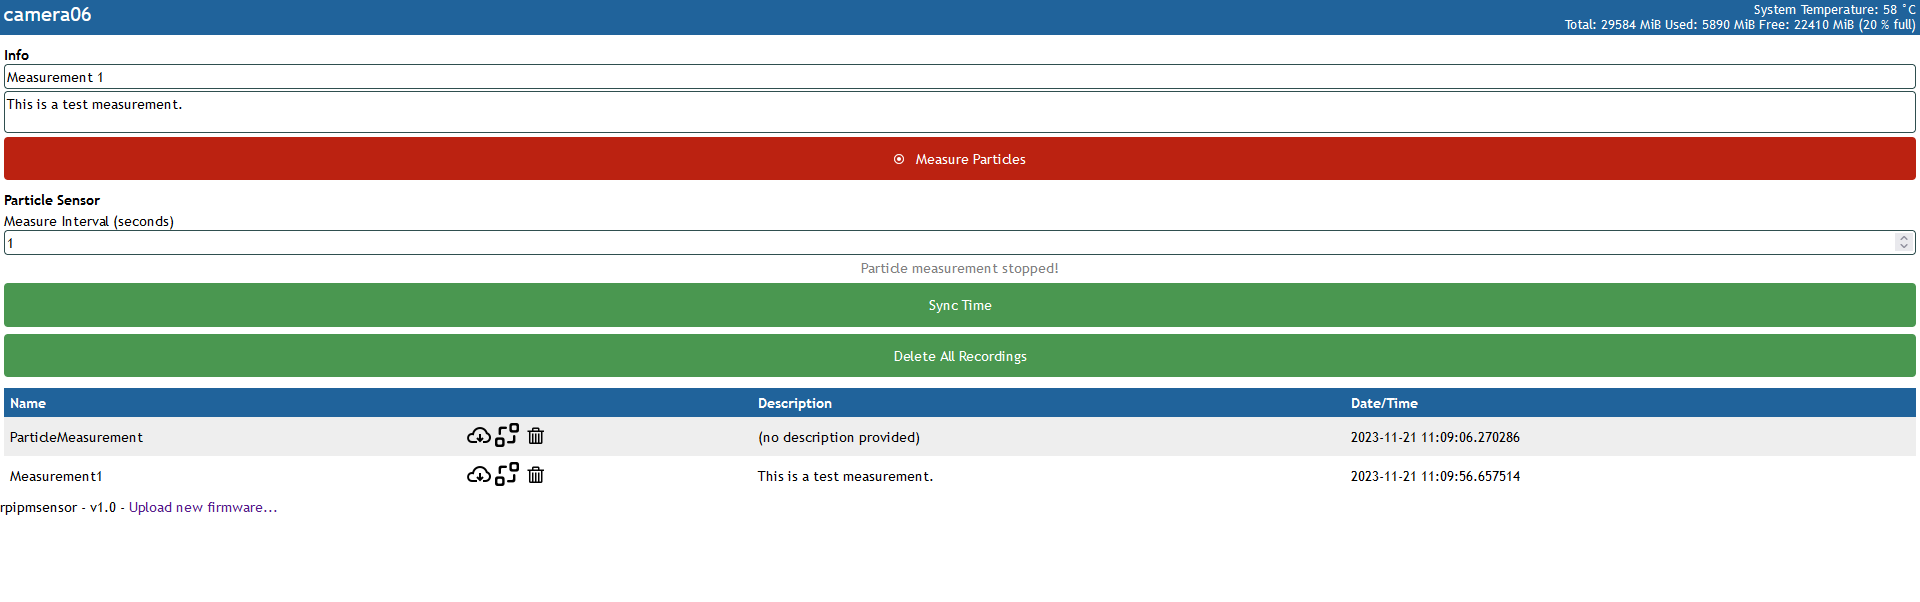 camera06
System Temperature: 58 °C
Total: 29584 MiB Used: 5890 MiB Free: 22410 MiB (20 % full)
Info
Measurement 1
This is a test measurement.
Measure Particles
Particle Sensor
Measure Interval (seconds)
1
Particle measurement stopped!
Sync Time
Delete All Recordings
Name Description Date/Time
ParticleMeasurement (no description provided) 2023-11-21 11:09:06.270286
Measurement1 This is a test measurement. 2023-11-21 11:09:56.657514
rpipmsensor - v1.0 - Upload new firmware...